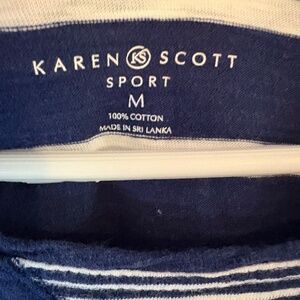 KAREN KS SCOTT
SPORT
M
100% COTTON
MADE IN SRI LANKA